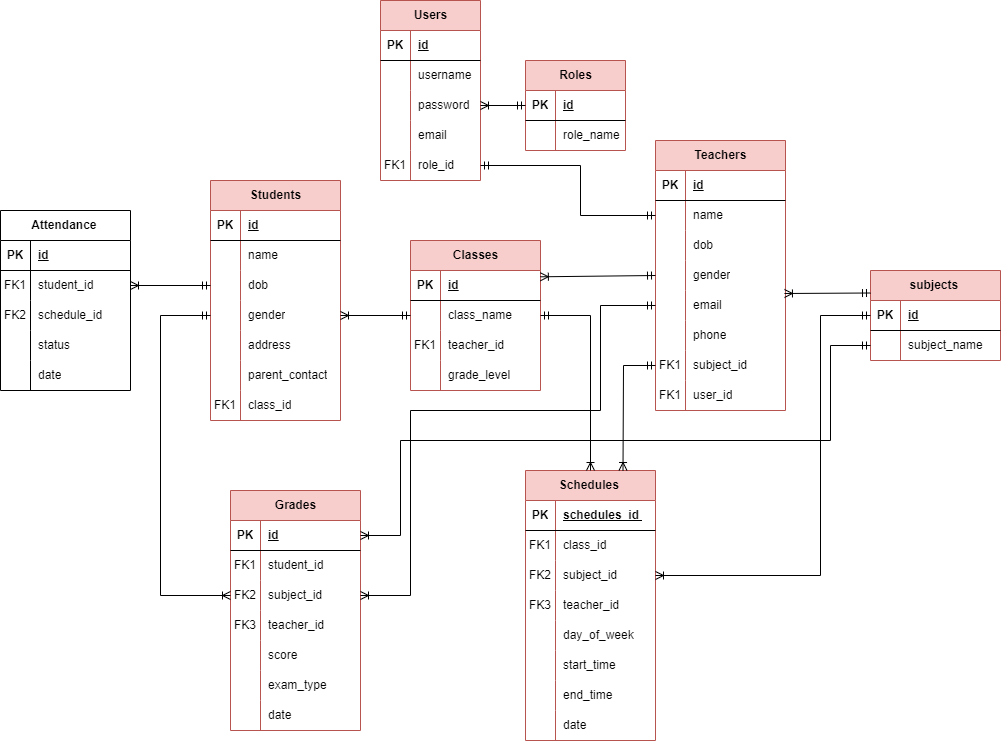 Users
PK id
username
password
email
FK1 role_id
Roles
PK id
role_name
Teachers
PK id
name
dob
gender
email
phone
FK1 subject_id
FK1 user_id
Students
PK id
name
dob
gender
address
parent_contact
FK1 class_id
Attendance
PK id
FK1 student_id
FK2 schedule_id
status
date
Classes
PK id
class_name
FK1 teacher_id
grade_level
subjects
PK id
subject_name
Grades
PK id
FK1 student_id
FK2 subject_id
FK3 teacher_id
score
exam_type
date
Schedules
PK schedules_id
FK1 class_id
FK2 subject_id
FK3 teacher_id
day_of_week
start_time
end_time
date